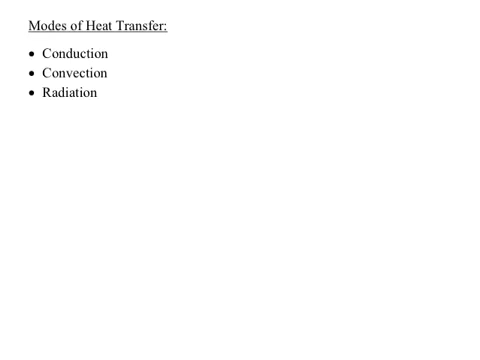 Modes of Heat Transfer:
• Conduction
• Convection
• Radiation